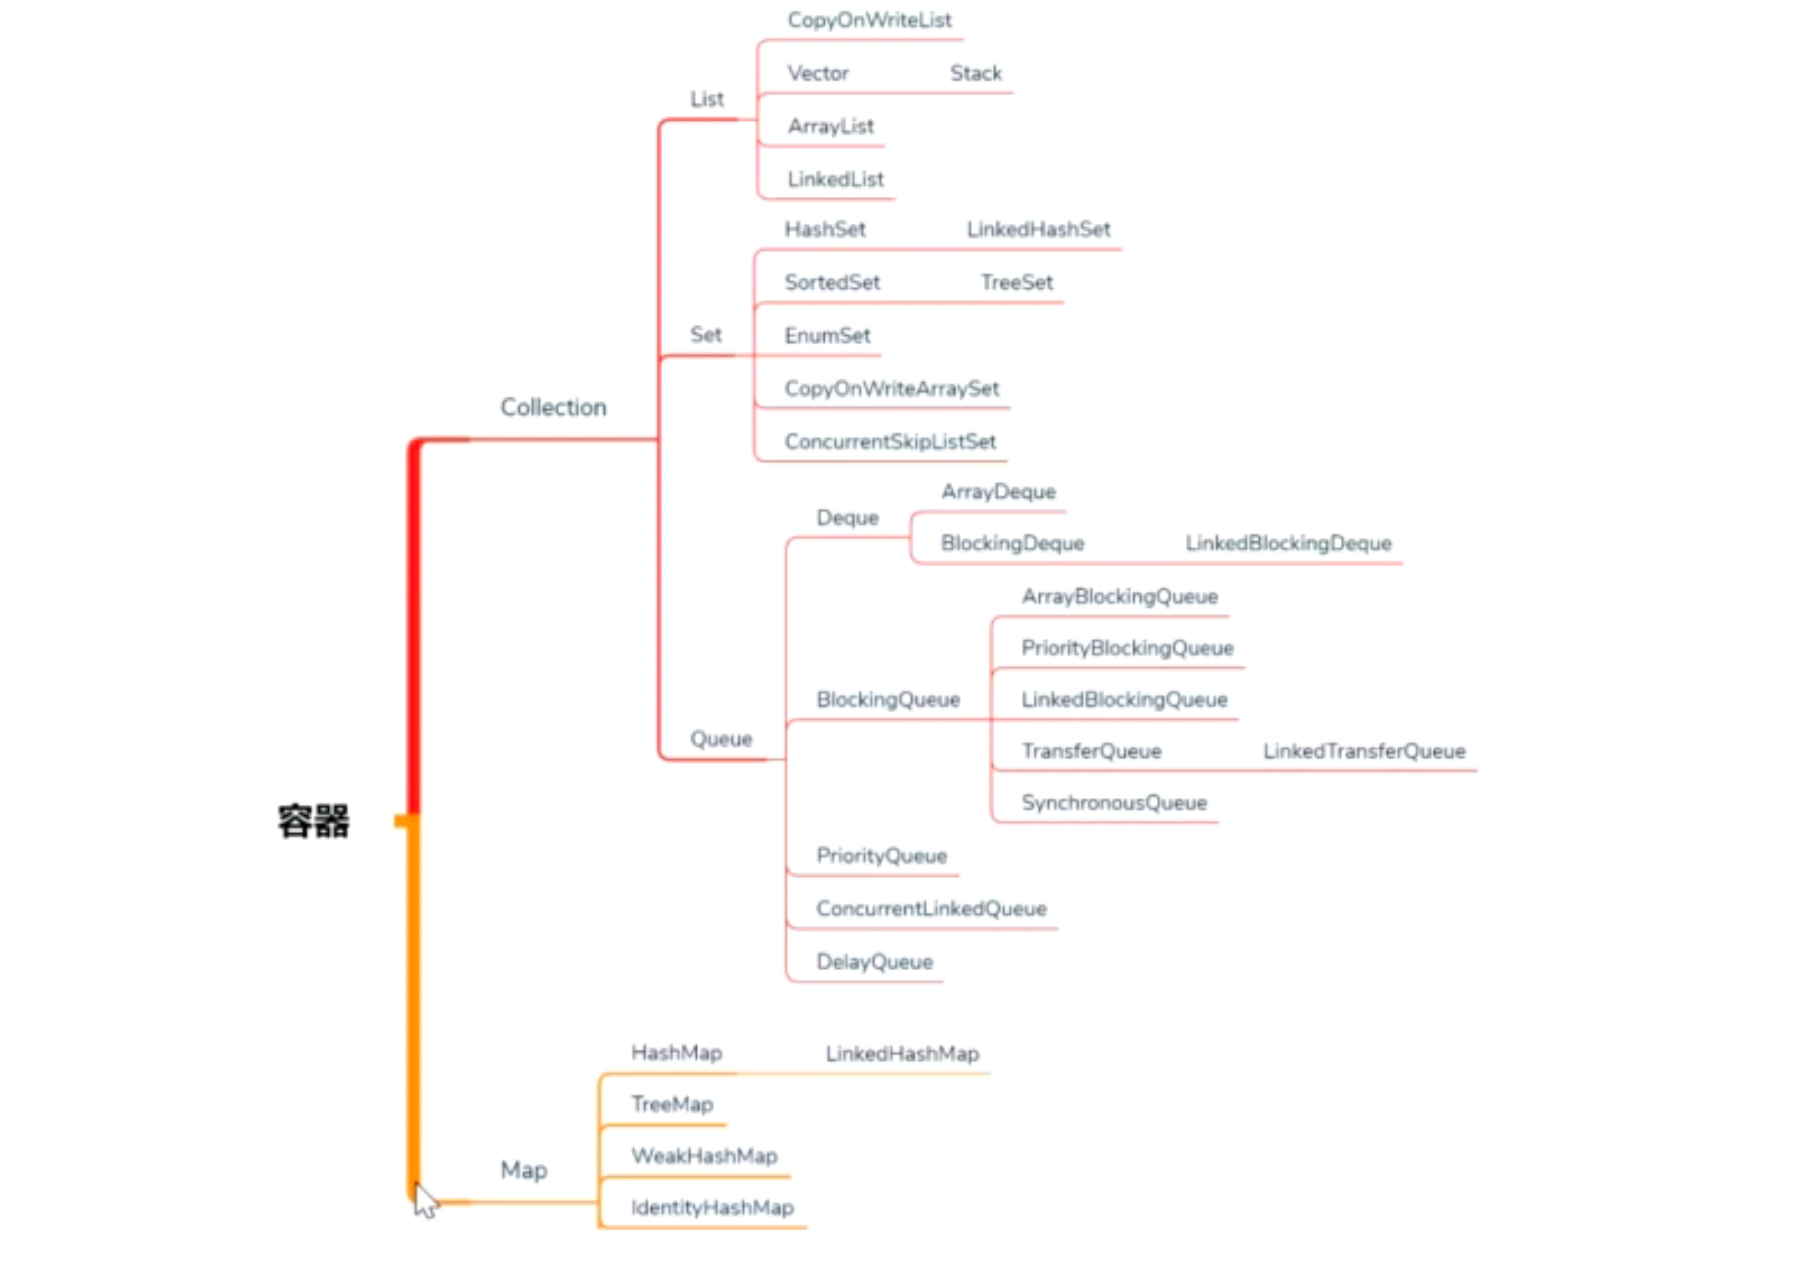 CopyOnWriteList
Vector Stack
List
ArrayList
LinkedList
HashSet LinkedHashSet
SortedSet TreeSet
Set
EnumSet
CopyOnWriteArraySet
Collection
ConcurrentSkipListSet
ArrayDeque
Deque
BlockingDeque LinkedBlockingDeque
ArrayBlockingQueue
PriorityBlockingQueue
BlockingQueue
LinkedBlockingQueue
Queue
TransferQueue LinkedTransferQueue
SynchronousQueue
容器
PriorityQueue
ConcurrentLinkedQueue
DelayQueue
HashMap LinkedHashMap
TreeMap
WeakHashMap
Map
IdentityHashMap